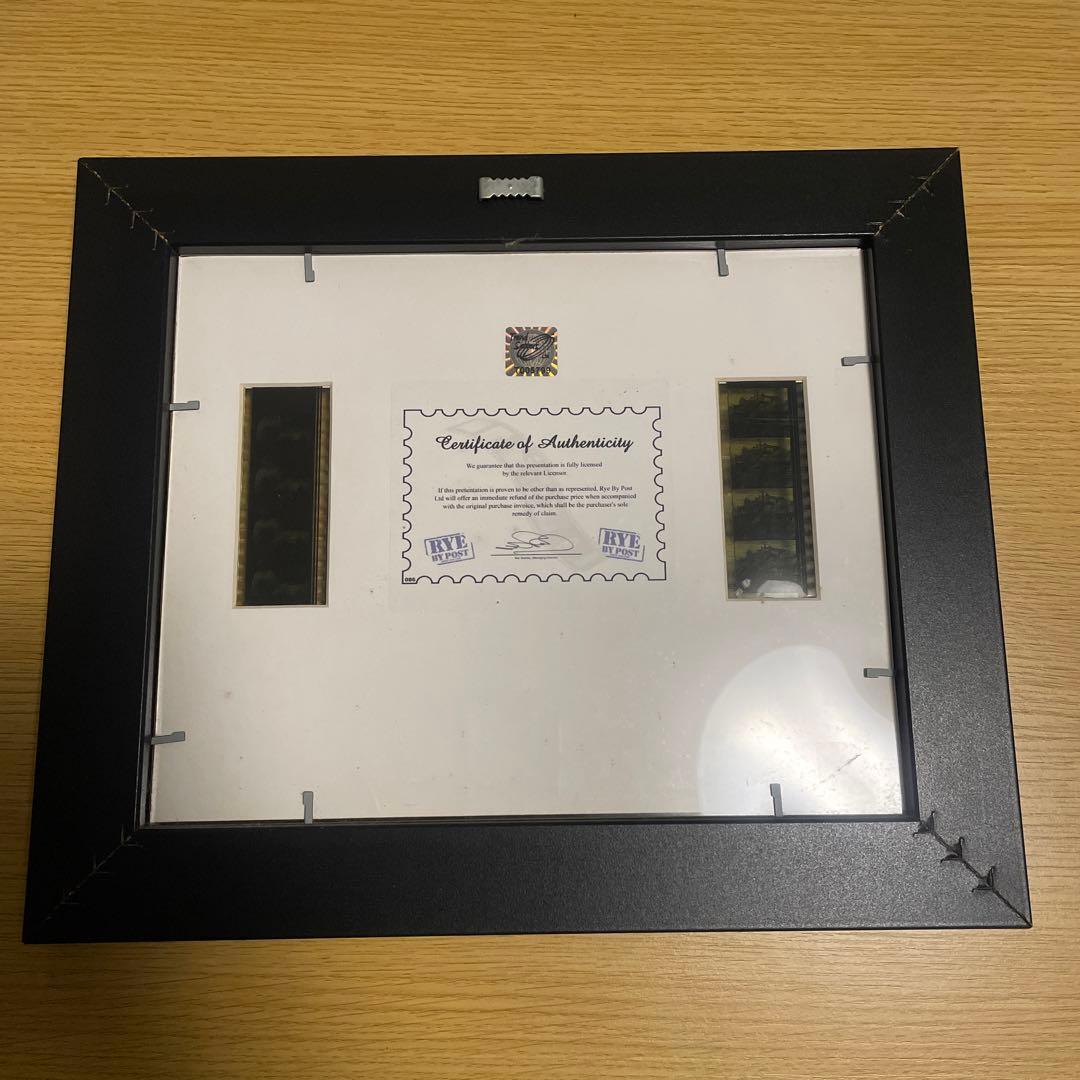 T005799
Certificate of Authenticity
We guarantee that this presentation is fully licensed
by the relevant Licensor.
If this presentation is proven to be other than as represented, Rye By Post
Ltd will offer an immediate refund of the purchase price when accompanied
with the original purchase invoice, which shall be the purchaser's sole
remedy of claim.
RYE
BY POST
RYE
BY POST
086